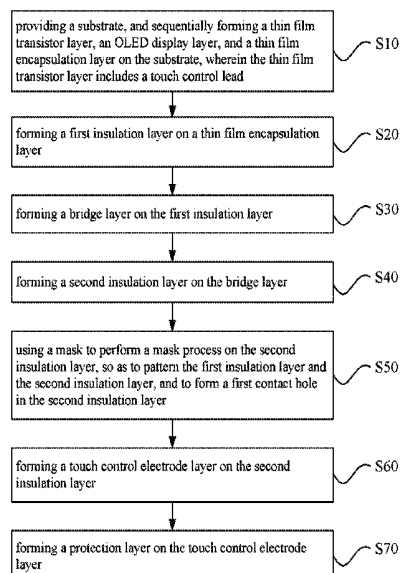 providing a substrate, and sequentially forming a thin film
transistor layer, an OLED display layer, and a thin film
encapsulation layer on the substrate, wherein the thin film
transistor layer includes a touch control lead
S10
forming a first insulation layer on a thin film encapsulation
layer
S20
forming a bridge layer on the first insulation layer
S30
forming a second insulation layer on the bridge layer
S40
using a mask to perform a mask process on the second
insulation layer, so as to pattern the first insulation layer and
the second insulation layer, and to form a first contact hole
in the second insulation layer
S50
forming a touch control electrode layer on the second
insulation layer
S60
forming a protection layer on the touch control electrode
layer
S70